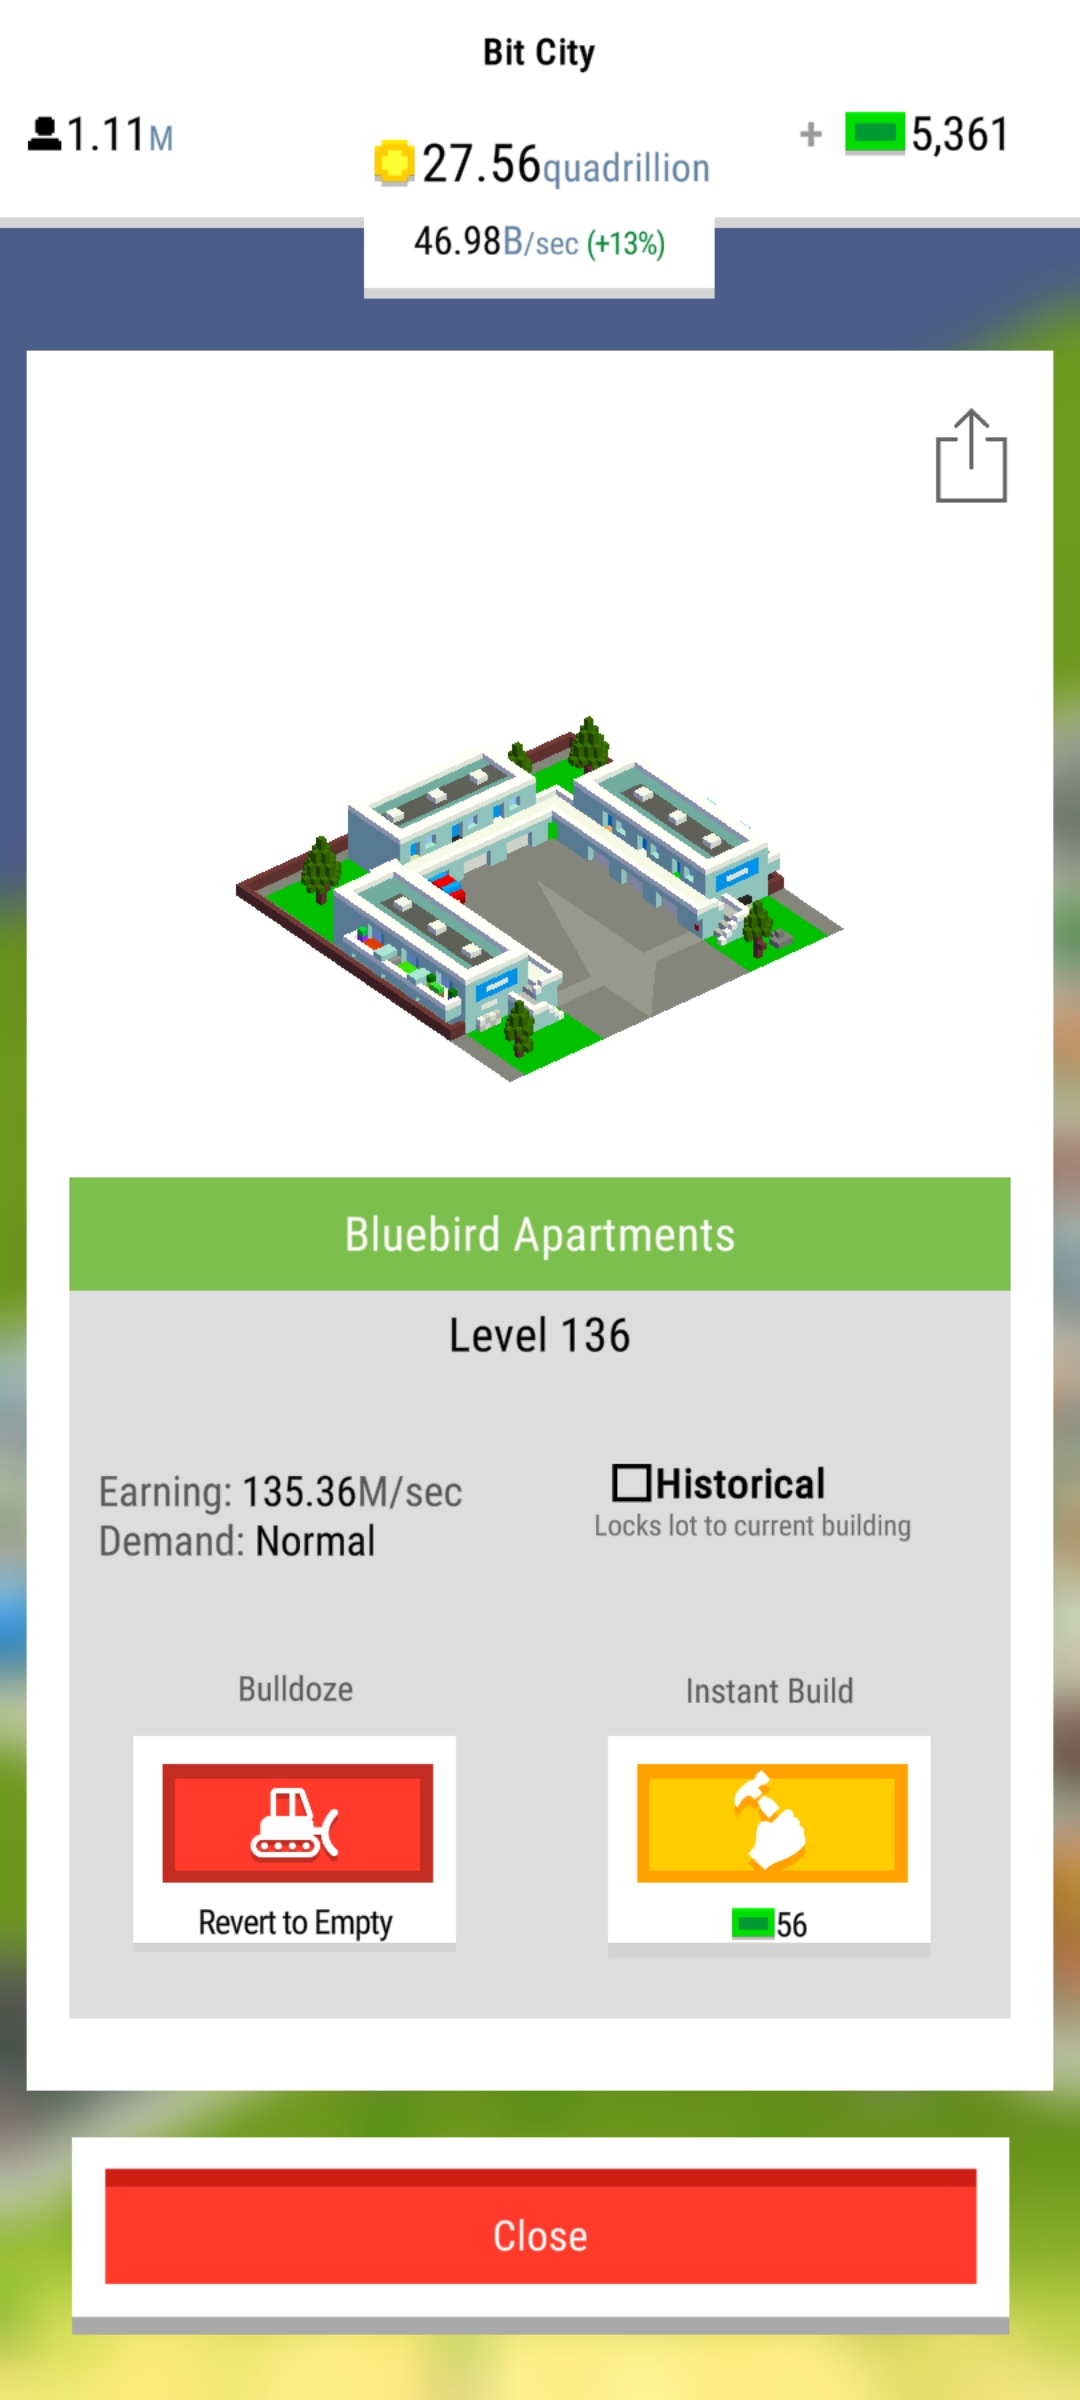 Bit City
1.11M
27.56quadrillion
+ 5,361
46.98B/sec (+13%)
Bluebird Apartments
Level 136
Earning: 135.36M/sec
Demand: Normal
Historical
Locks lot to current building
Bulldoze
Revert to Empty
Instant Build
56
Close